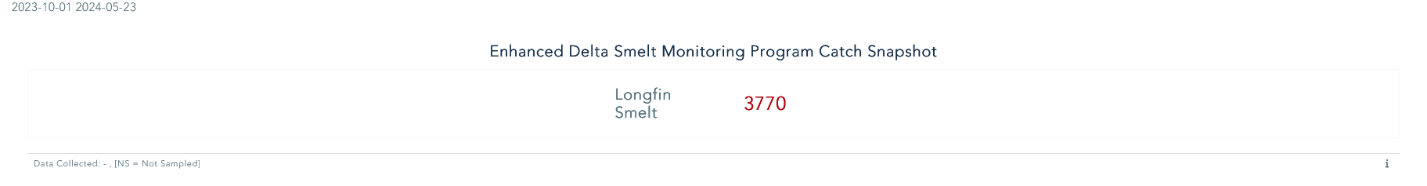 2023-10-01 2024-05-23
Enhanced Delta Smelt Monitoring Program Catch Snapshot
Longfin
Smelt
3770
Data Collected: - , [NS = Not Sampled]
i